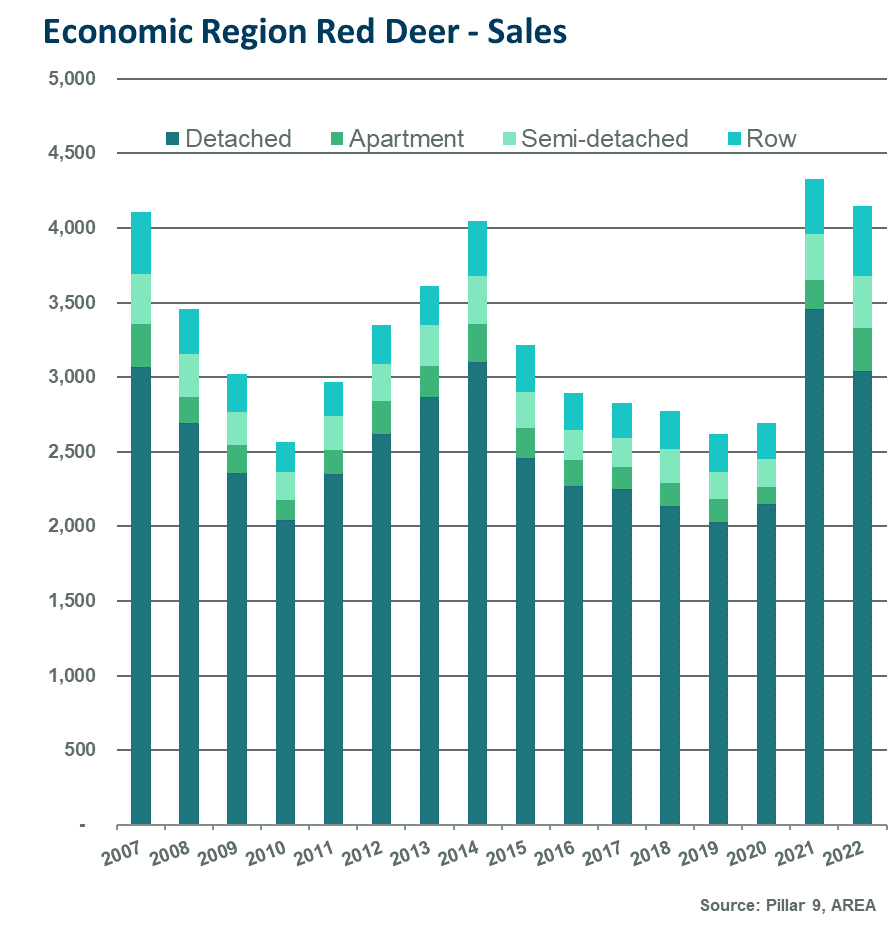 Economic Region Red Deer - Sales
5,000
Detached Apartment Semi-detached Row
4,500
4,000
3,500
3,000
2,500
2,000
1,500
1,000
500
-
2007 2008 2009 2010 2011 2012 2013 2014 2015 2016 2017 2018 2019 2020 2021 2022
Source: Pillar 9, AREA